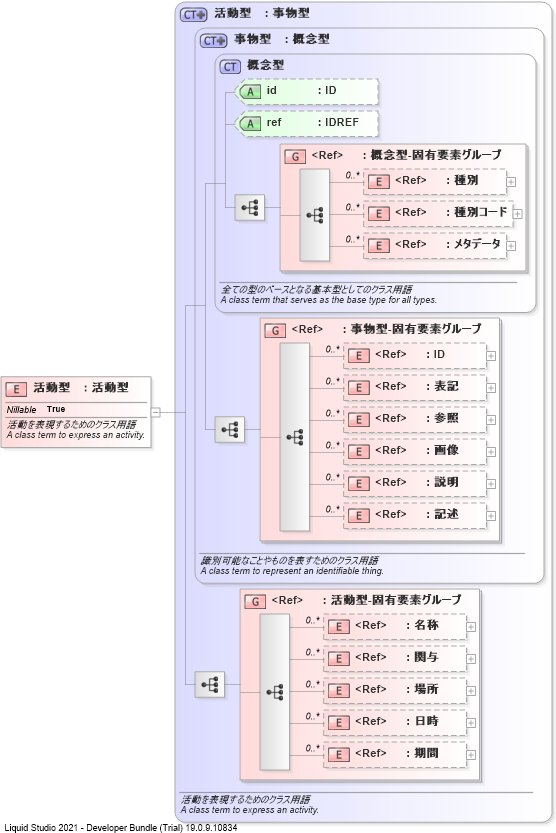 CT 活動型 : 事物型
CT 事物型 : 概念型
CT 概念型
A id : ID
A ref : IDREF
G <Ref> : 概念型-固有要素グループ
0..* E <Ref> : 種別
0..* E <Ref> : 種別コード
0..* E <Ref> : メタデータ
全ての型のベースとなる基本型としてのクラス用語
A class term that serves as the base type for all types.
G <Ref> : 事物型-固有要素グループ
0..* E <Ref> : ID
0..* E <Ref> : 表記
0..* E <Ref> : 参照
0..* E <Ref> : 画像
0..* E <Ref> : 説明
0..* E <Ref> : 記述
識別可能なことやものを表すためのクラス用語
A class term to represent an identifiable thing.
E 活動型 : 活動型
Nillable True
活動を表現するためのクラス用語
A class term to express an activity.
G <Ref> : 活動型-固有要素グループ
0..* E <Ref> : 名称
0..* E <Ref> : 関与
0..* E <Ref> : 場所
0..* E <Ref> : 日時
0..* E <Ref> : 期間
活動を表現するためのクラス用語
A class term to express an activity.
Liquid Studio 2021 - Developer Bundle (Trial) 19.0.9.10834